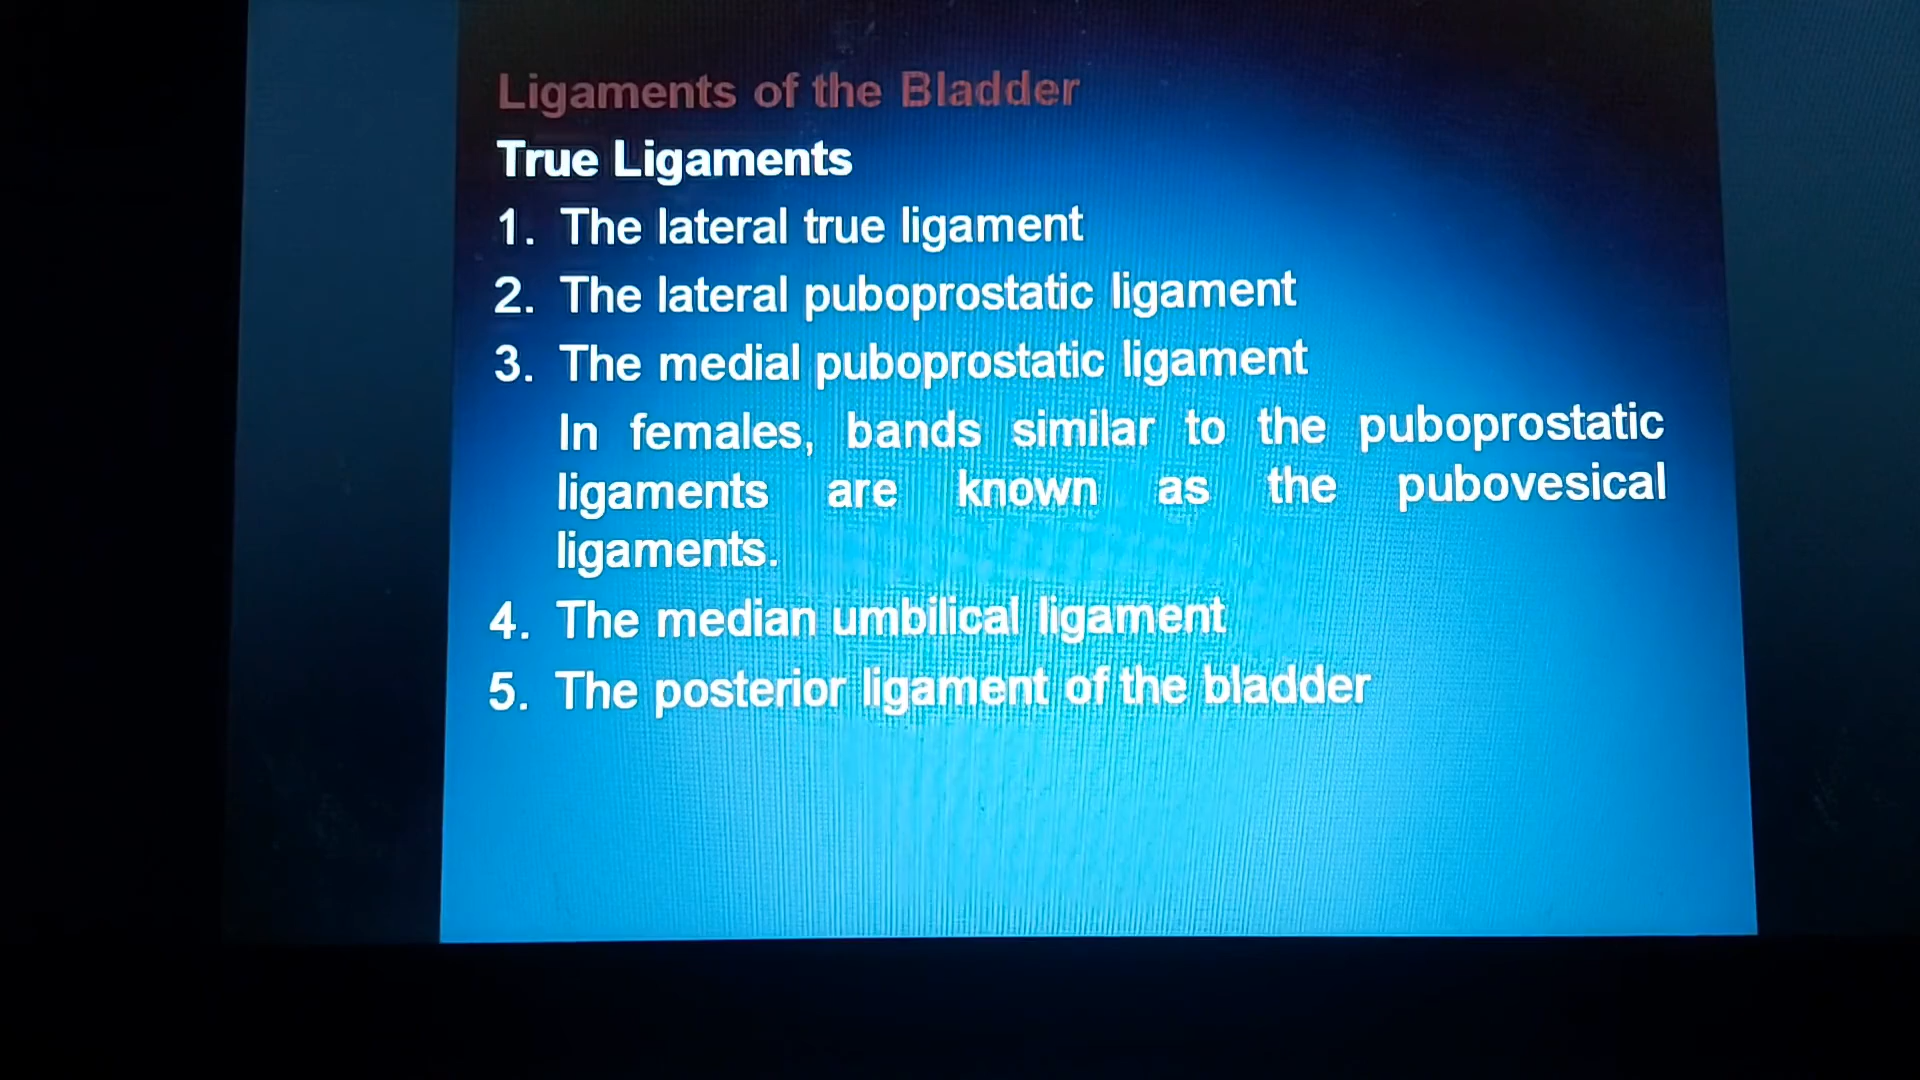 Ligaments of the Bladder
True Ligaments
1. The lateral true ligament
2. The lateral puboprostatic ligament
3. The medial puboprostatic ligament
In females, bands similar to the puboprostatic
ligaments are known as the pubovesical
ligaments.
4. The median umbilical ligament
5. The posterior ligament of the bladder